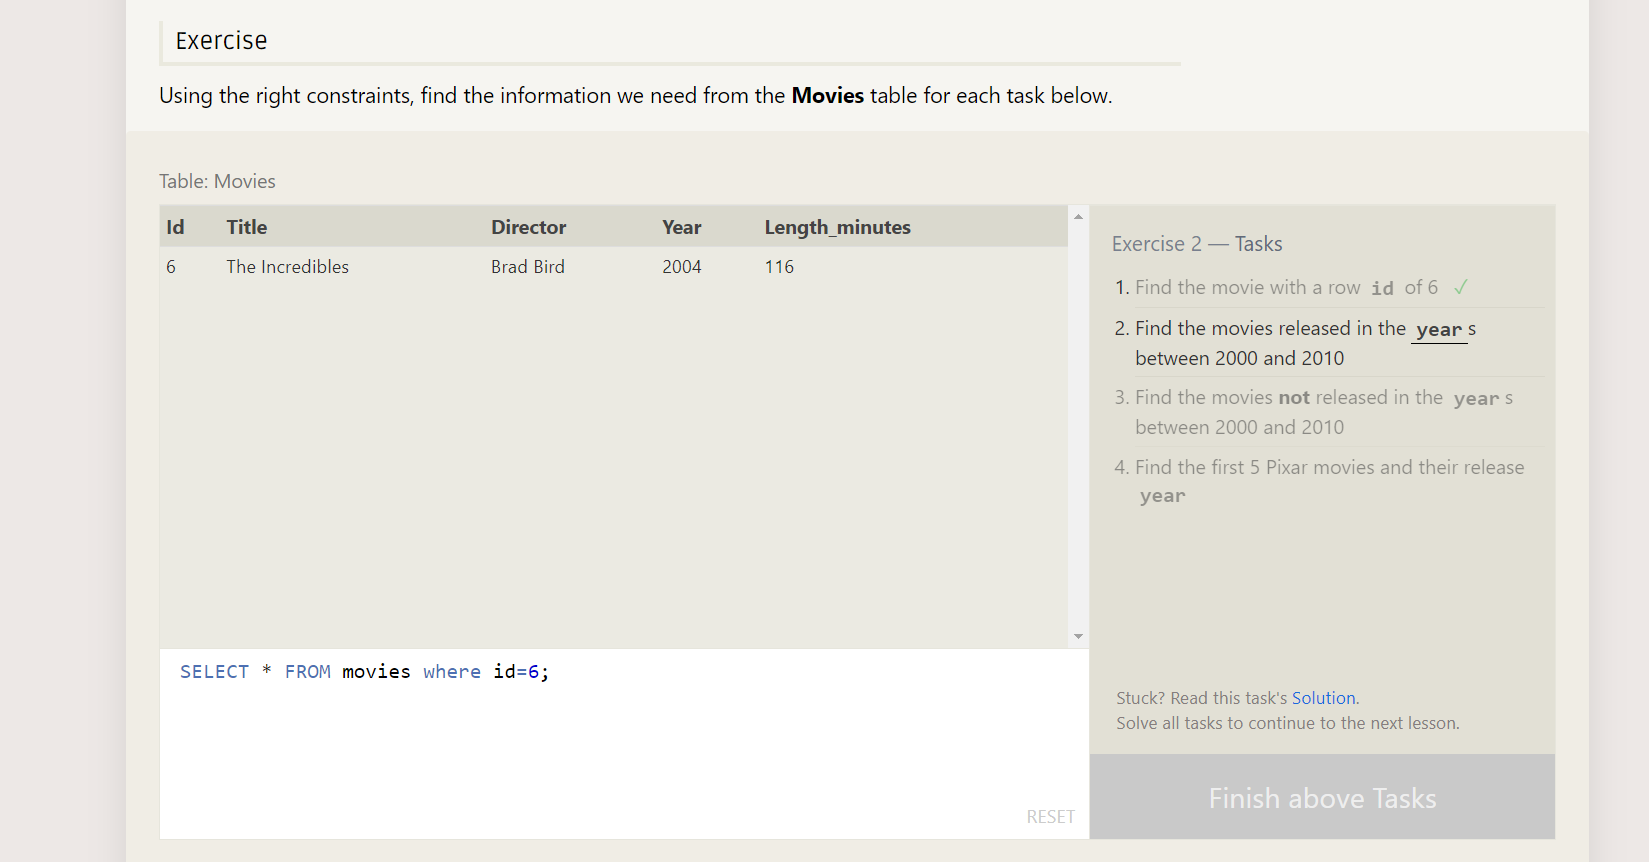 Exercise
Using the right constraints, find the information we need from the Movies table for each task below.
Table: Movies
Id Title Director Year Length_minutes
6 The Incredibles Brad Bird 2004 116
SELECT * FROM movies where id=6;
RESET
Exercise 2 — Tasks
1. Find the movie with a row id of 6 ✓
2. Find the movies released in the year s
between 2000 and 2010
3. Find the movies not released in the year s
between 2000 and 2010
4. Find the first 5 Pixar movies and their release
year
Stuck? Read this task's Solution.
Solve all tasks to continue to the next lesson.
Finish above Tasks